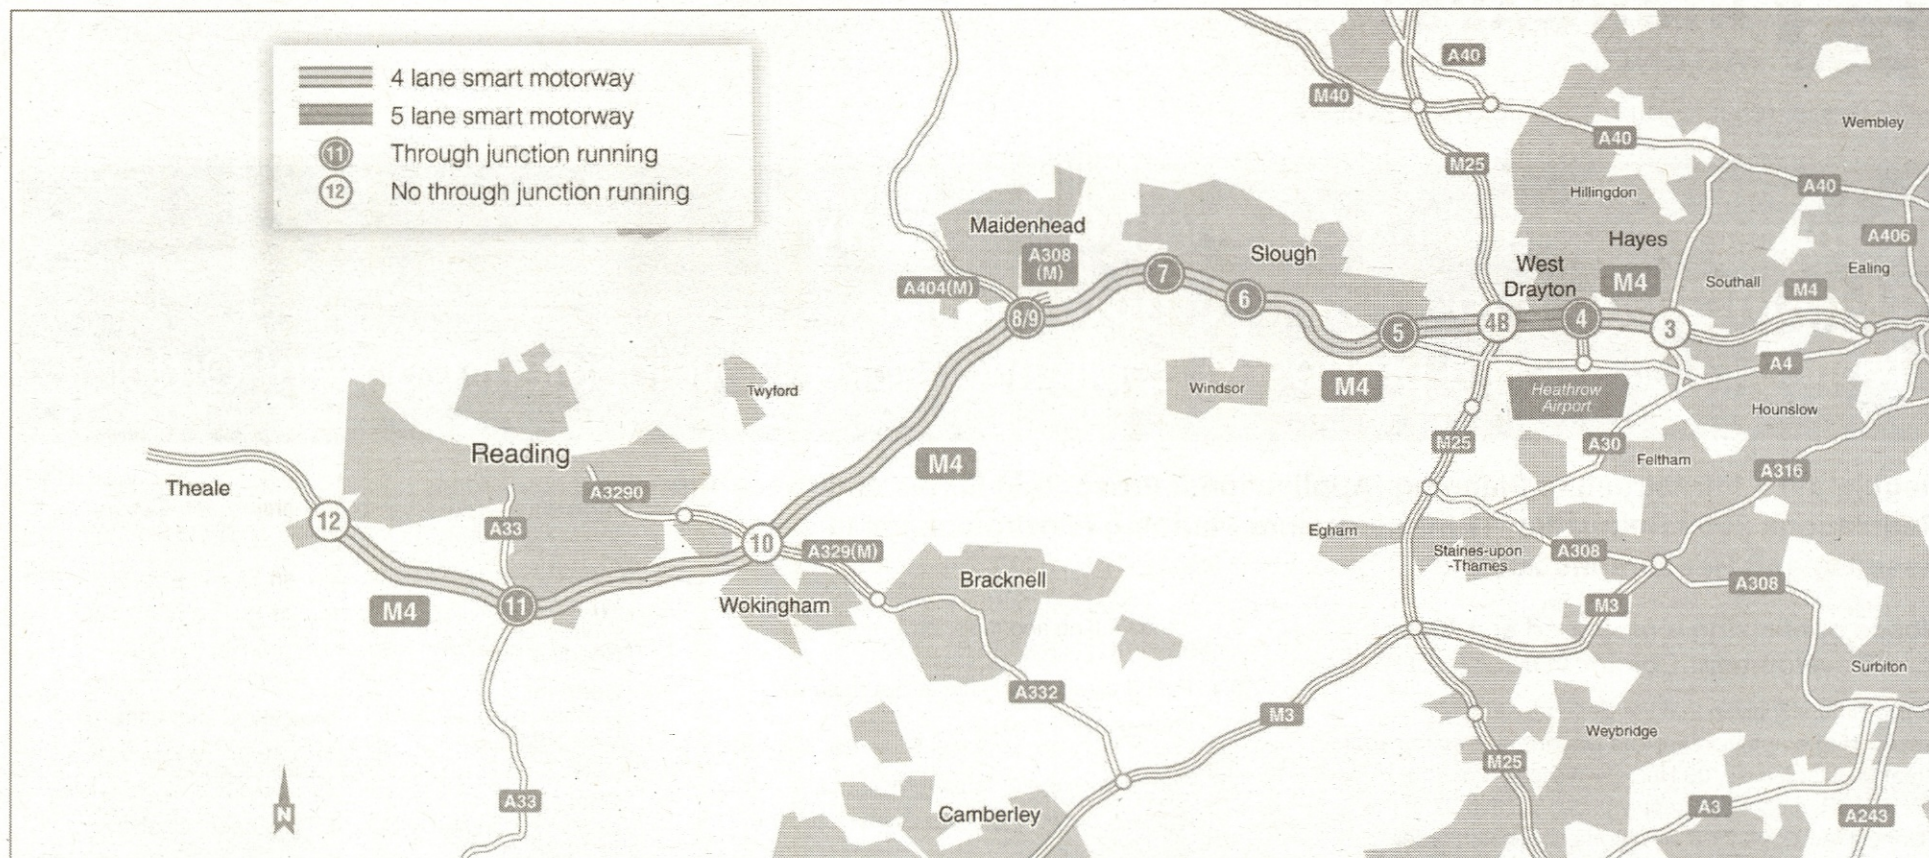 4 lane smart motorway
5 lane smart motorway
11 Through junction running
12 No through junction running
A40
M40
Wembley
A40
M25
A40
Hillingdon
Maidenhead
A406
Hayes
A308
(M)
Slough
West
Drayton
M4
Southall
Ealing
A404(M)
M4
7
6
8/9
5
4B
4
3
A4
Twyford
Windsor
M4
Heathrow
Airport
Hounslow
Reading
M25
A30
Feltham
M4
A316
Theale
A3290
12
A33
Egham
10
A329(M)
Staines-upon
-Thames
A308
Bracknell
A308
11
Wokingham
M4
M3
Surbiton
A332
M3
Weybridge
M25
A33
A3
N
Camberley
A243